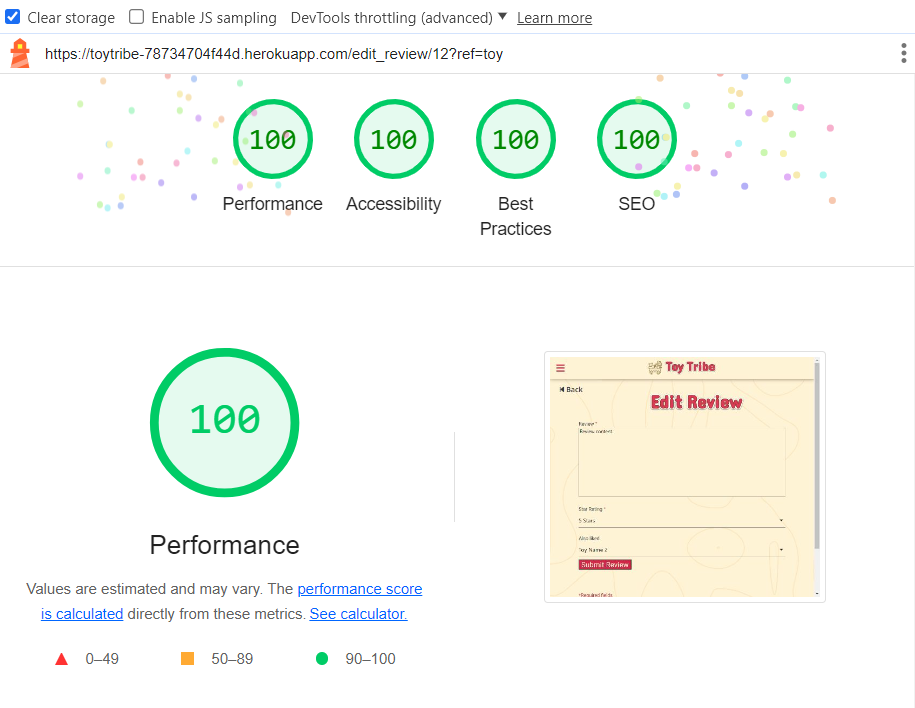 Clear storage Enable JS sampling DevTools throttling (advanced) Learn more
https://toytribe-78734704f44d.herokuapp.com/edit_review/12?ref=toy
100 100 100 100
Performance Accessibility Best Practices SEO
100
Performance
Values are estimated and may vary. The performance score
is calculated directly from these metrics. See calculator.
0–49 50–89 90–100
Toy Tribe
Back
Edit Review
Review *
Review content
Star Rating *
5 Stars
Also liked
Toy Name 2
Submit Review
*Required fields